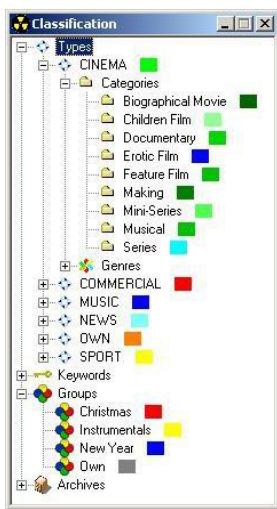 Classification
Types
CINEMA
Categories
Biographical Movie
Children Film
Documentary
Erotic Film
Feature Film
Making
Mini-Series
Musical
Series
Genres
COMMERCIAL
MUSIC
NEWS
OWN
SPORT
Keywords
Groups
Christmas
Instrumentals
New Year
Own
Archives